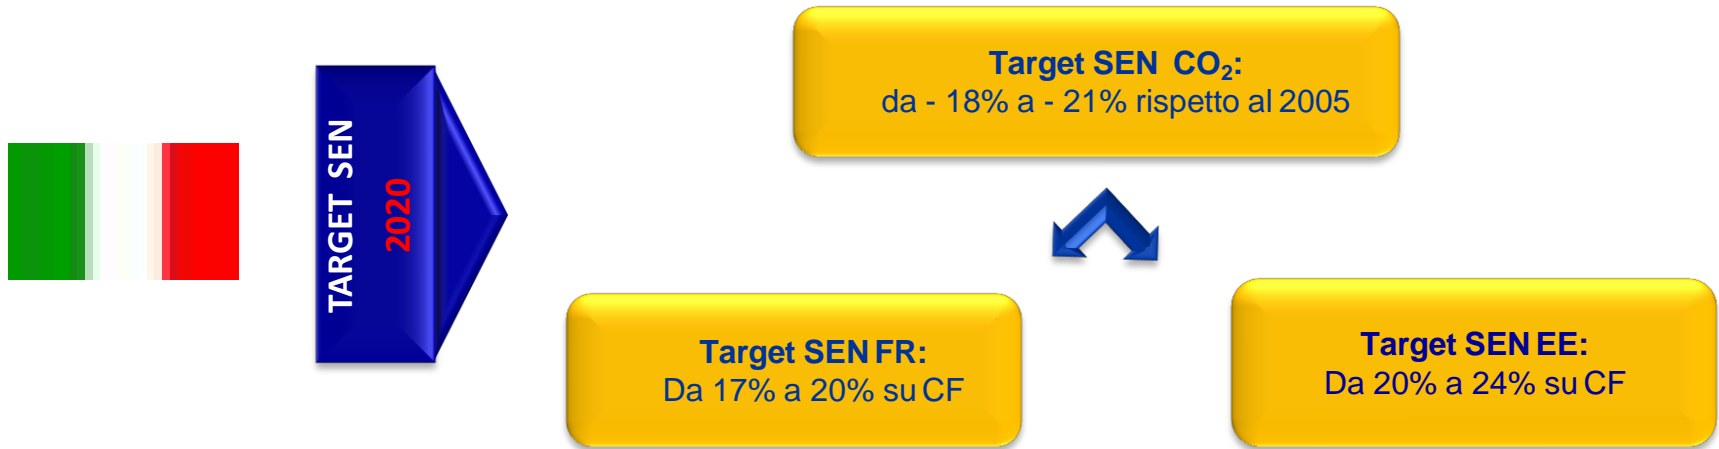 TARGET SEN
2020
Target SEN CO₂:
da - 18% a - 21% rispetto al 2005
Target SEN FR:
Da 17% a 20% su CF
Target SEN EE:
Da 20% a 24% su CF